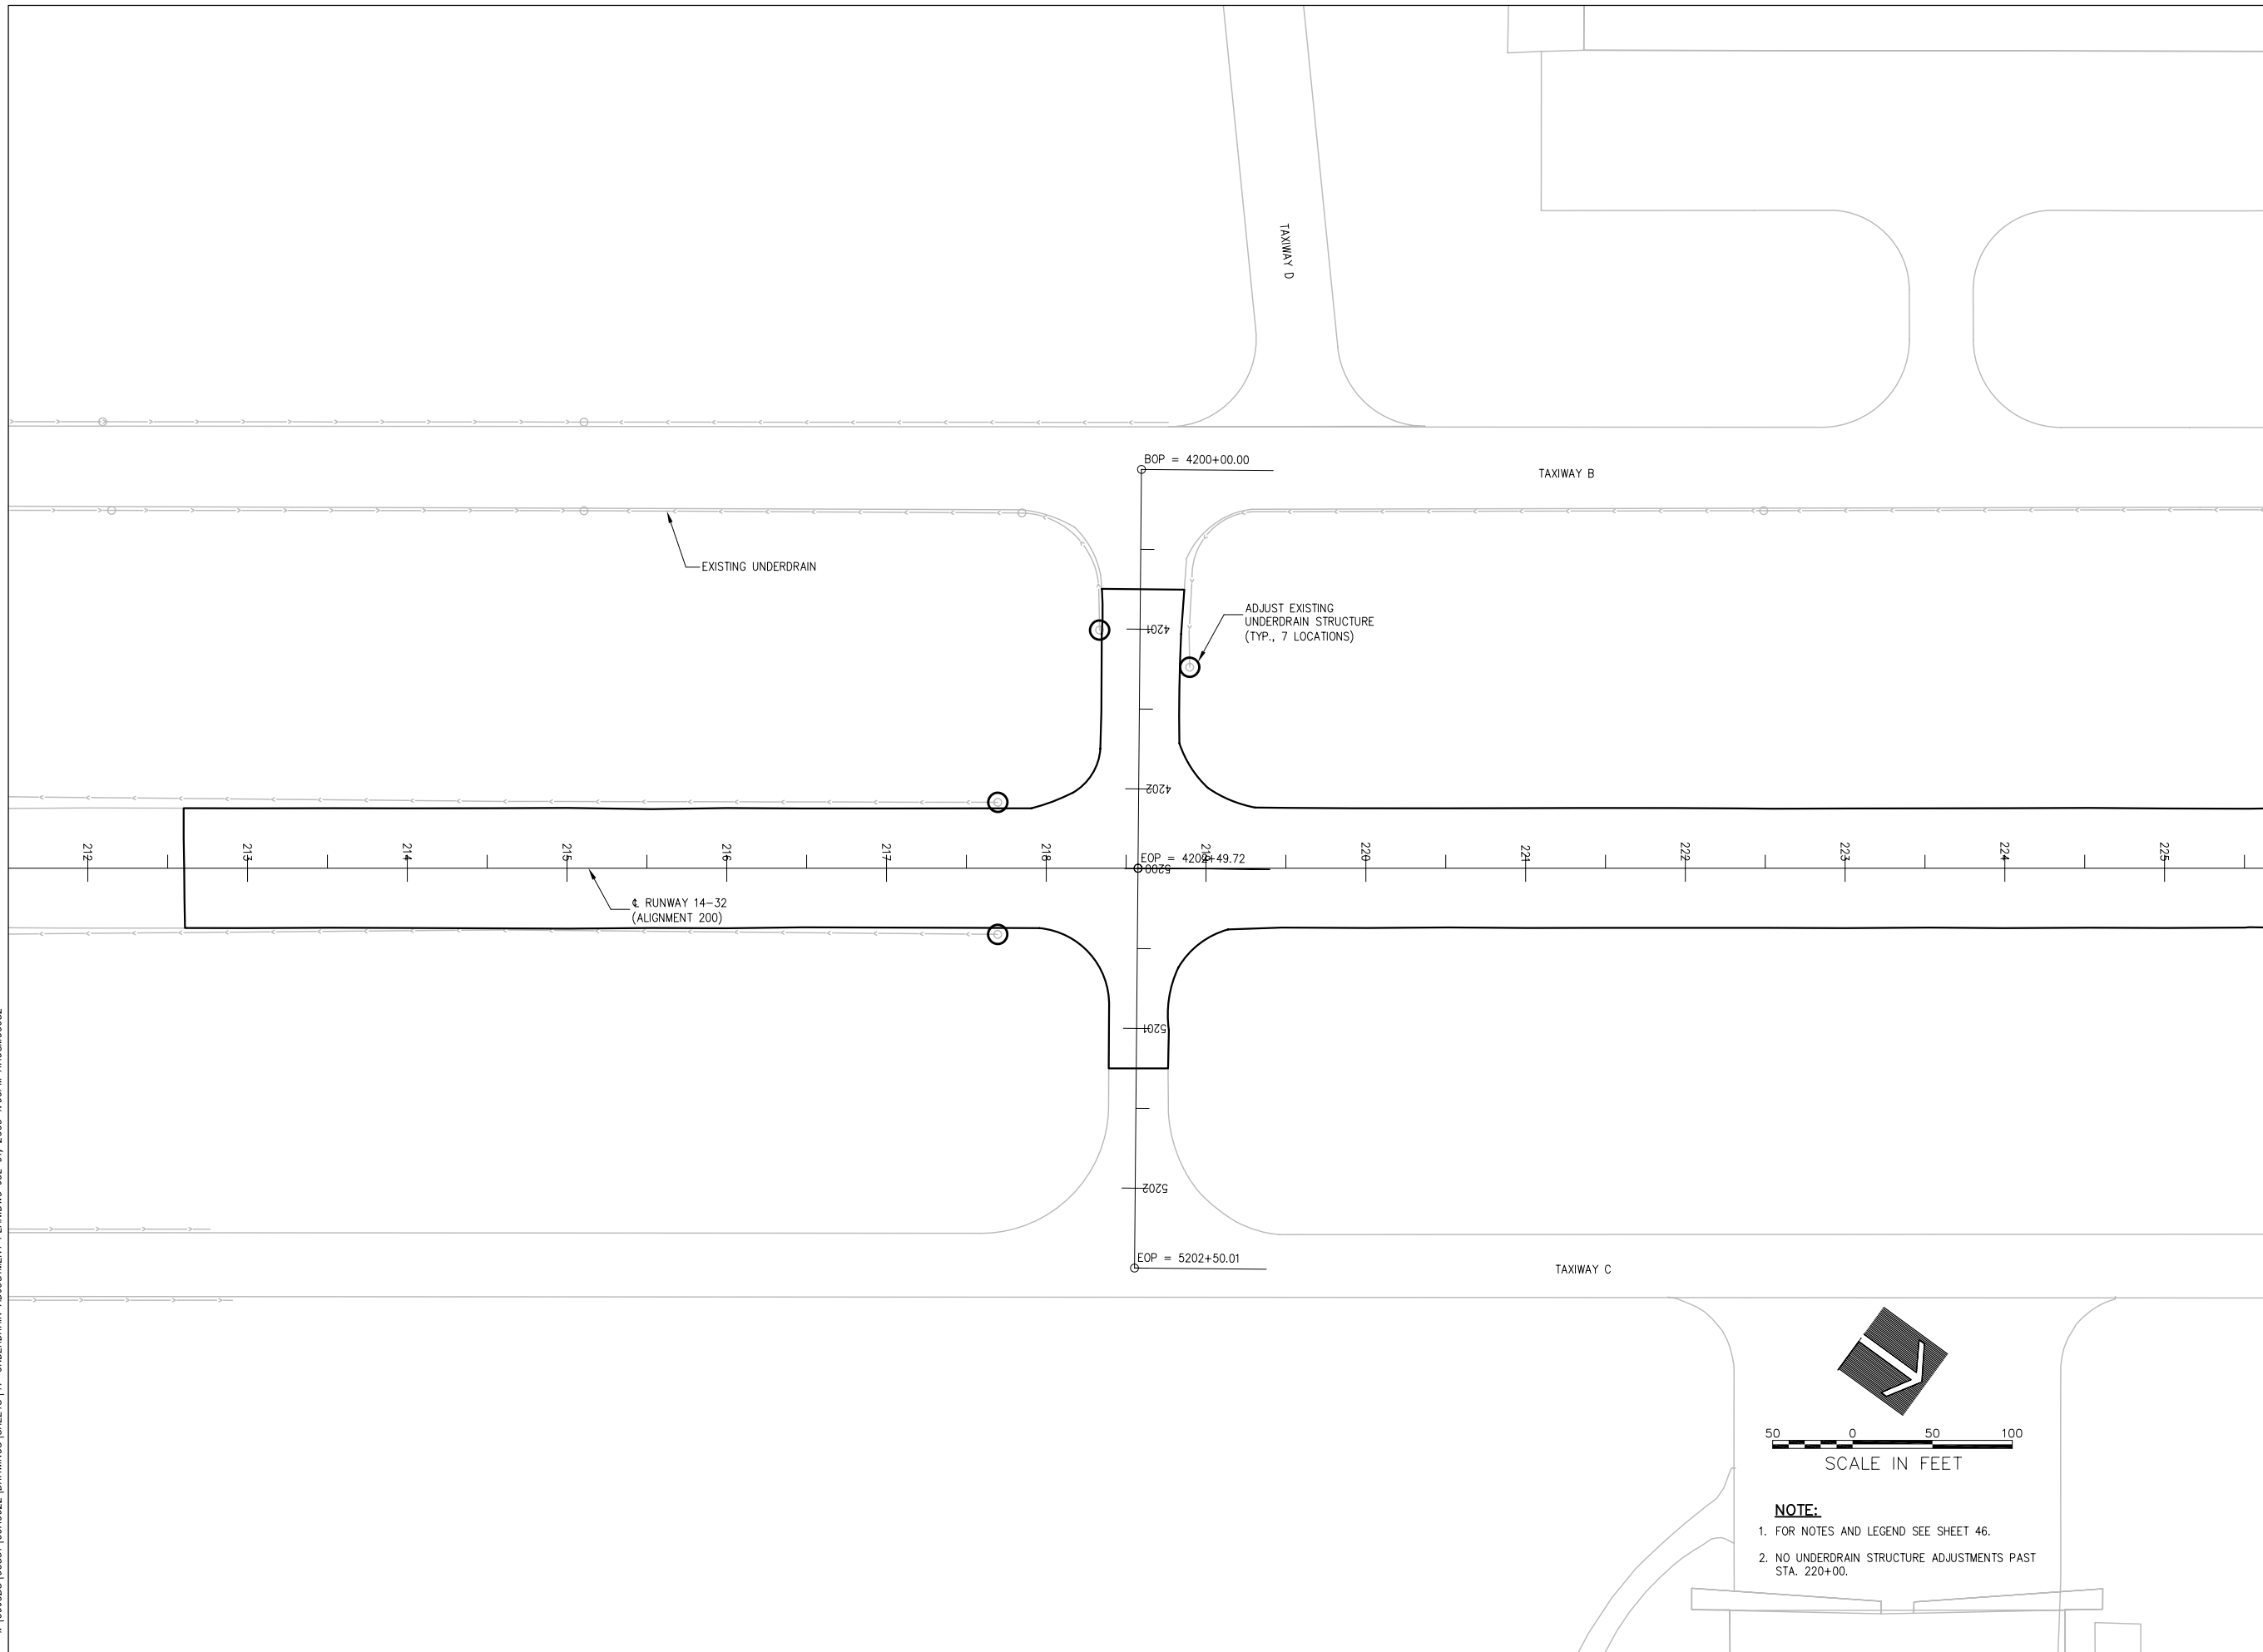 TAXIWAY D
BOP = 4200+00.00
TAXIWAY B
EXISTING UNDERDRAIN
ADJUST EXISTING
UNDERDRAIN STRUCTURE
(TYP., 7 LOCATIONS)
4201
4202
212
213
214
215
216
217
218
219
220
221
222
223
224
225
EOP = 4202+49.72
5200
℄ RUNWAY 14-32
(ALIGNMENT 200)
5201
5202
EOP = 5202+50.01
TAXIWAY C
50 0 50 100
SCALE IN FEET
NOTE:
1. FOR NOTES AND LEGEND SEE SHEET 46.
2. NO UNDERDRAIN STRUCTURE ADJUSTMENTS PAST
STA. 220+00.